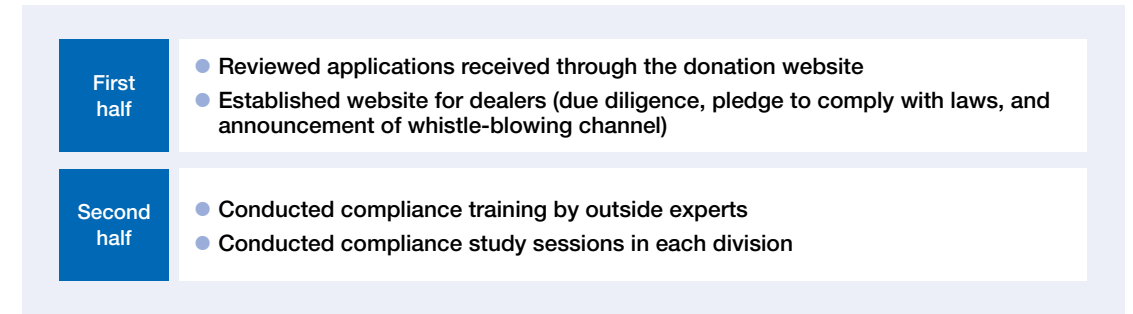 First
half
● Reviewed applications received through the donation website
● Established website for dealers (due diligence, pledge to comply with laws, and
announcement of whistle-blowing channel)
Second
half
● Conducted compliance training by outside experts
● Conducted compliance study sessions in each division